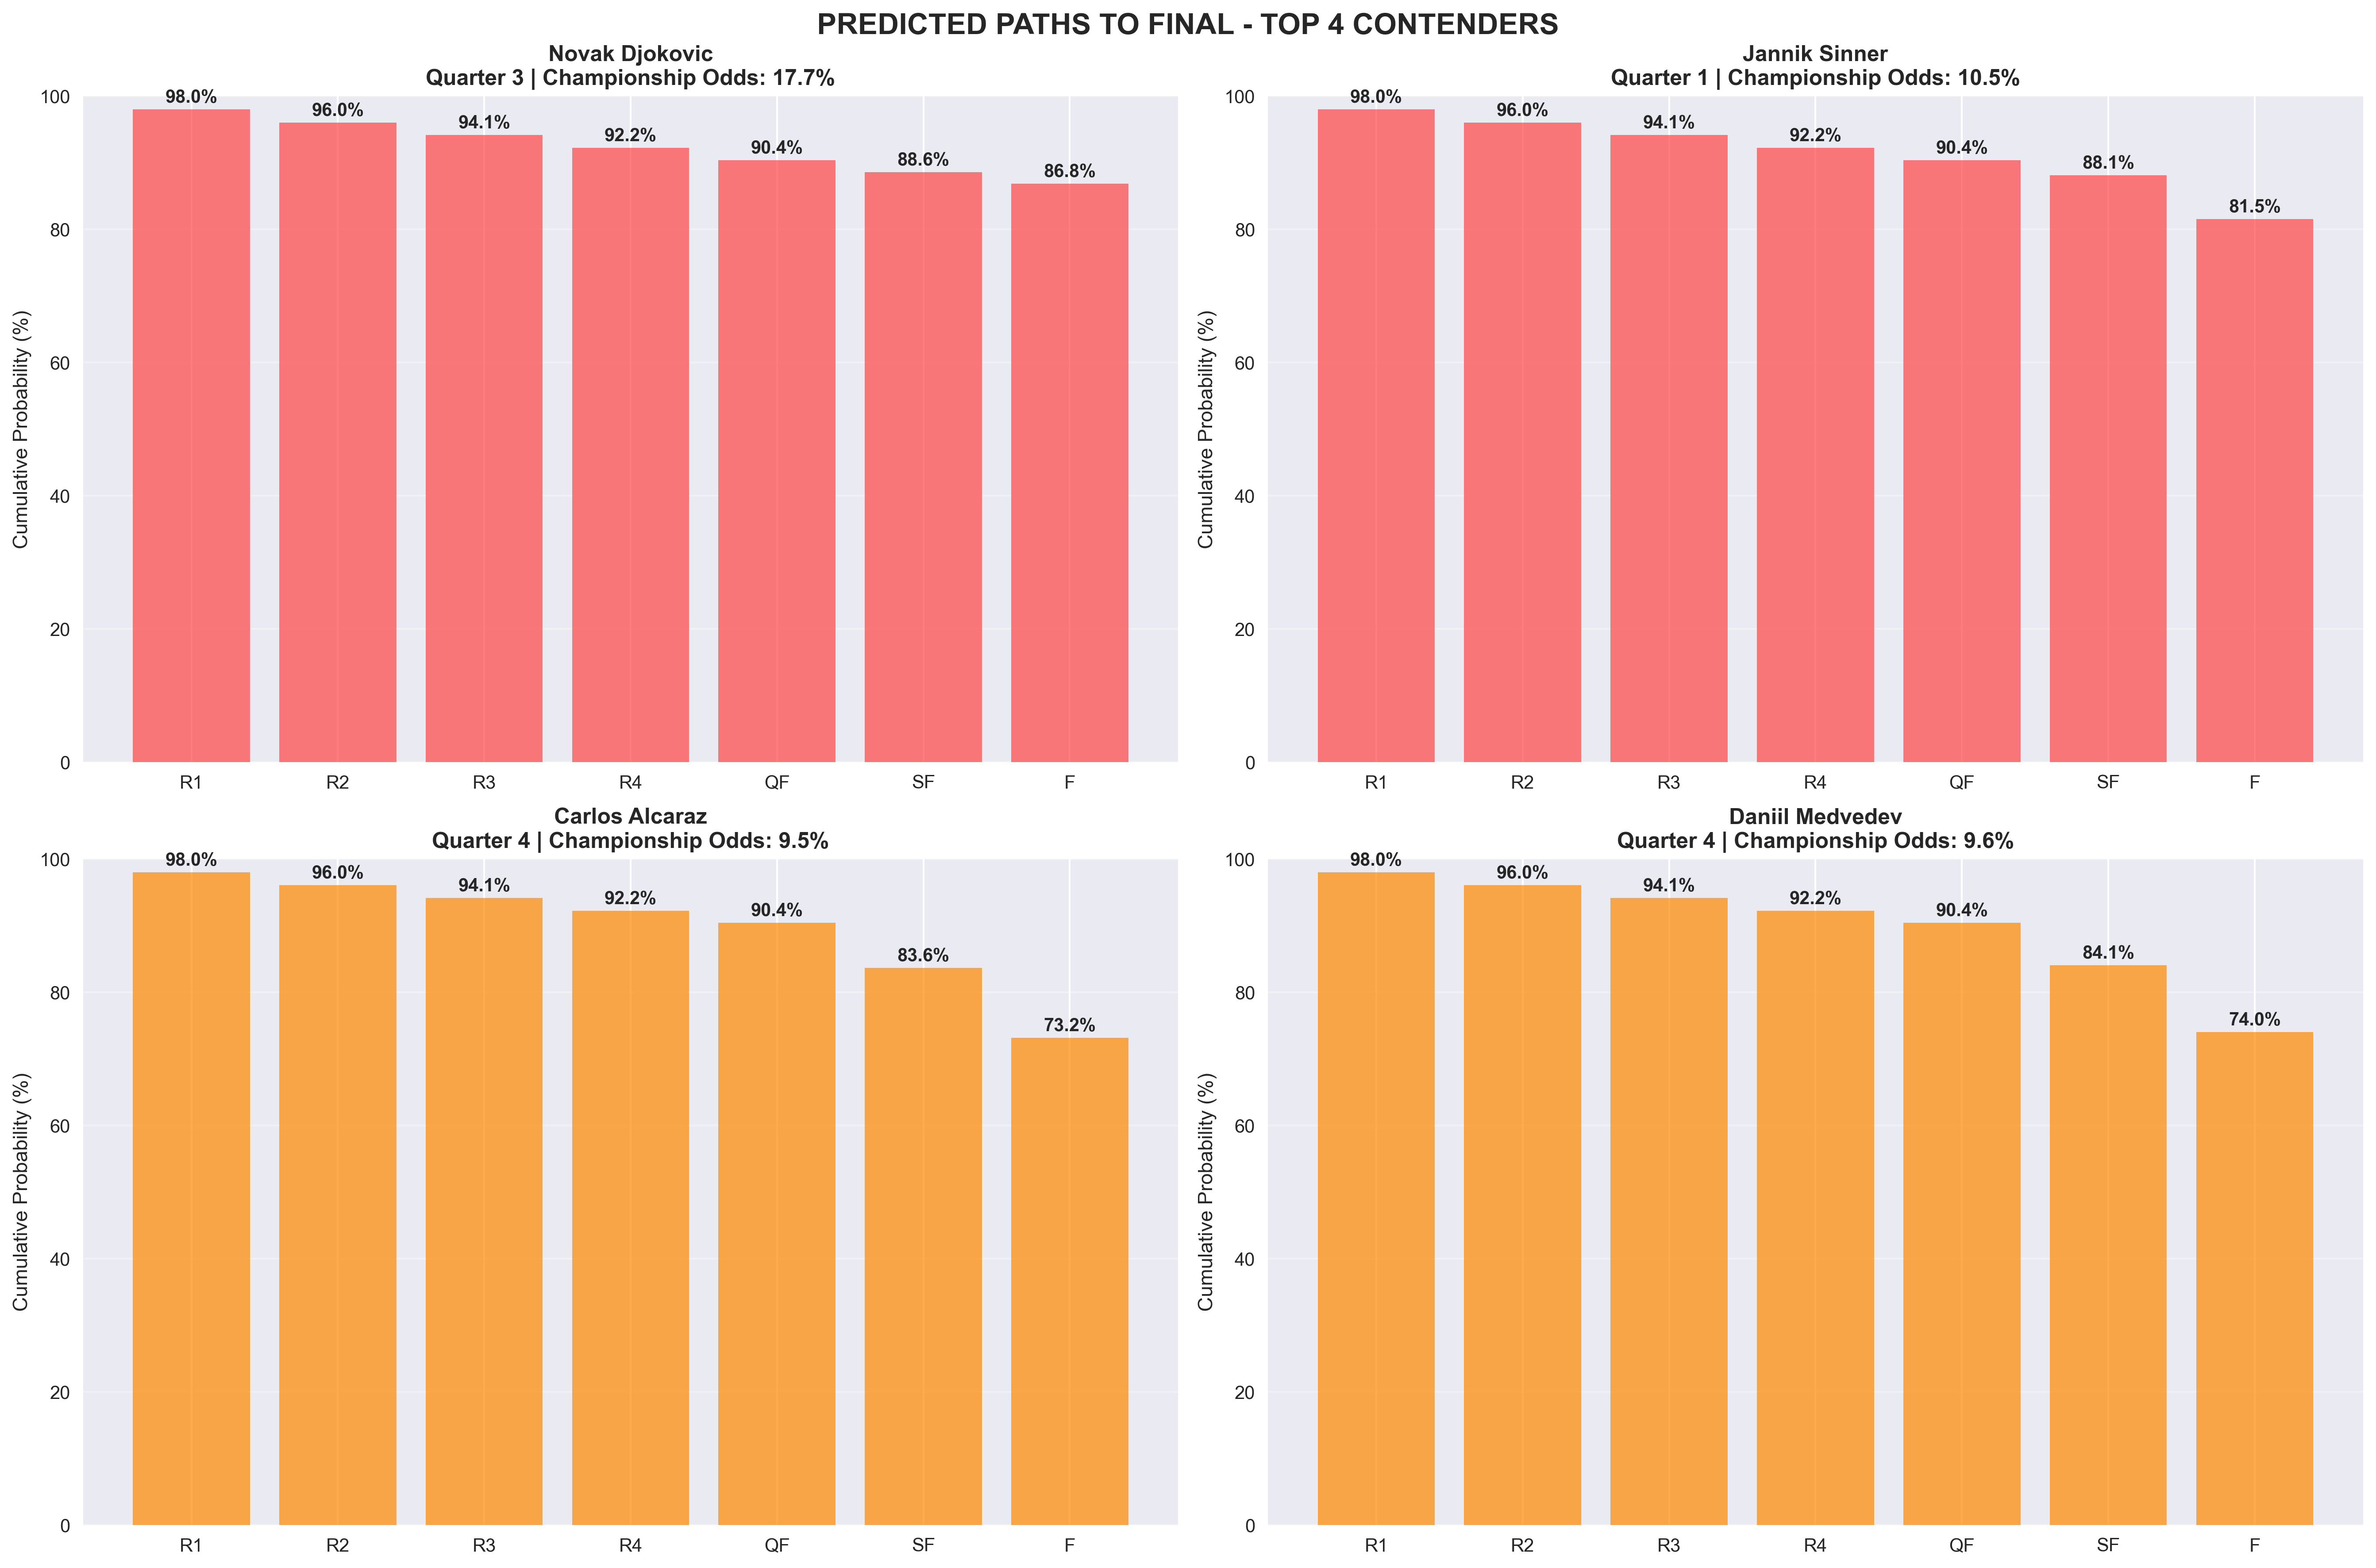 PREDICTED PATHS TO FINAL - TOP 4 CONTENDERS
Novak Djokovic
Quarter 3 | Championship Odds: 17.7%
Cumulative Probability (%)
100
80
60
40
20
0
98.0%
96.0%
94.1%
92.2%
90.4%
88.6%
86.8%
R1
R2
R3
R4
QF
SF
F
Jannik Sinner
Quarter 1 | Championship Odds: 10.5%
Cumulative Probability (%)
100
80
60
40
20
0
98.0%
96.0%
94.1%
92.2%
90.4%
88.1%
81.5%
R1
R2
R3
R4
QF
SF
F
Carlos Alcaraz
Quarter 4 | Championship Odds: 9.5%
Cumulative Probability (%)
100
80
60
40
20
0
98.0%
96.0%
94.1%
92.2%
90.4%
83.6%
73.2%
R1
R2
R3
R4
QF
SF
F
Daniil Medvedev
Quarter 4 | Championship Odds: 9.6%
Cumulative Probability (%)
100
80
60
40
20
0
98.0%
96.0%
94.1%
92.2%
90.4%
84.1%
74.0%
R1
R2
R3
R4
QF
SF
F